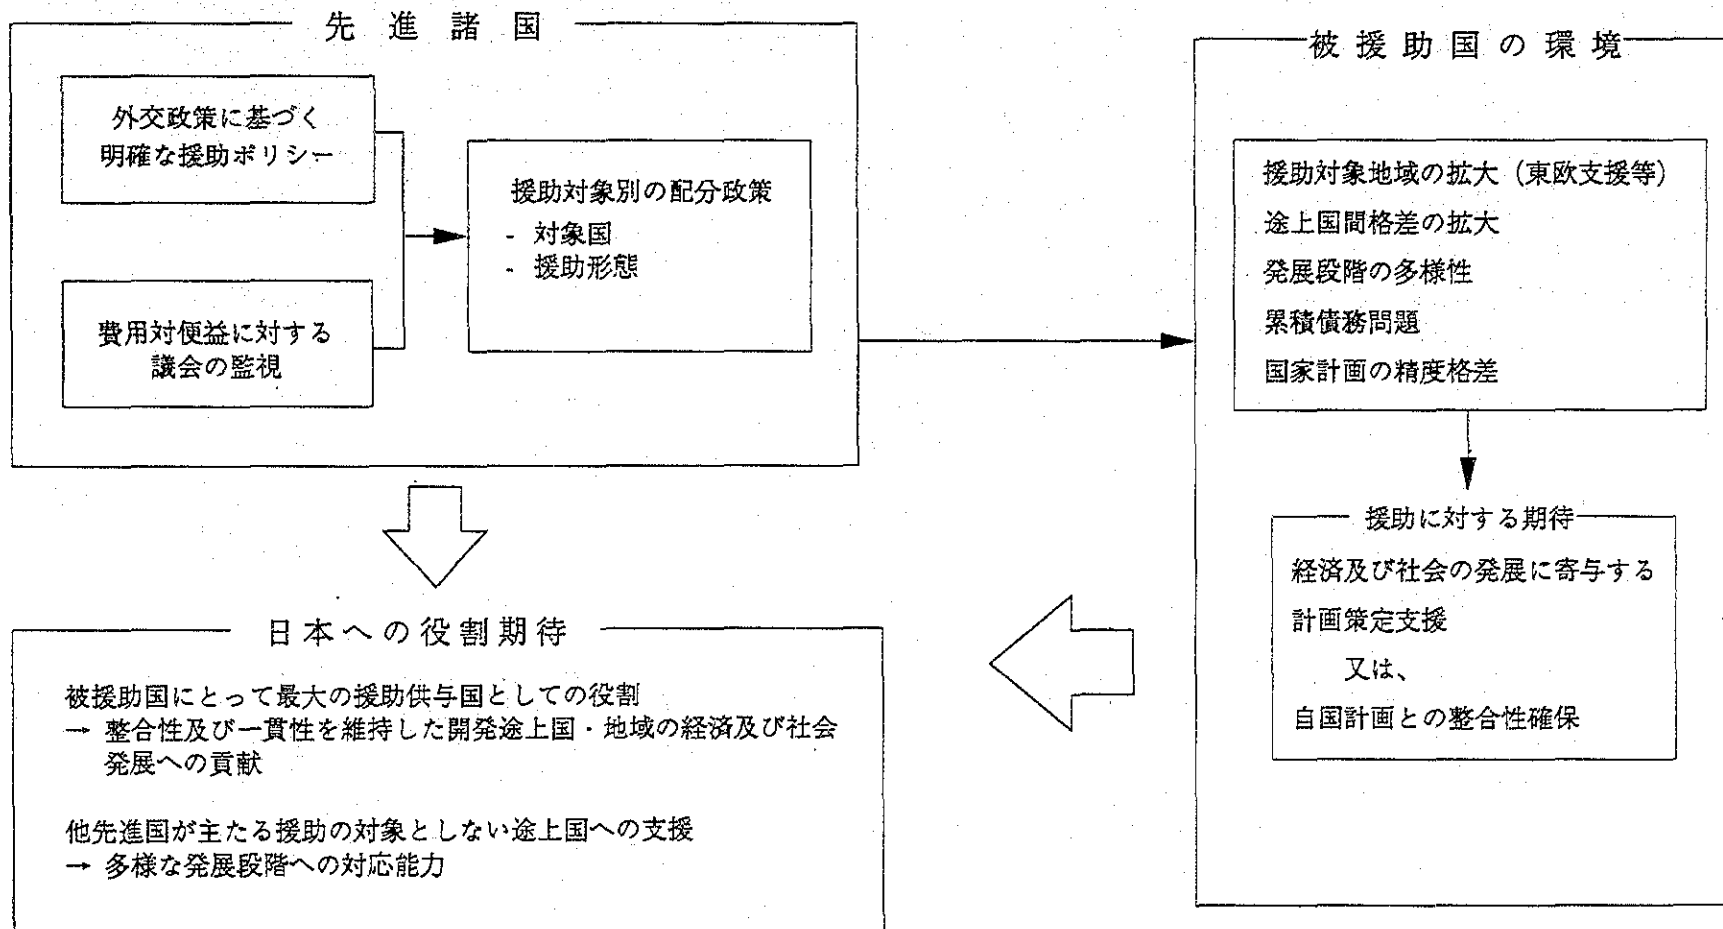 先進諸国
外交政策に基づく
明確な援助ポリシー
費用対便益に対する
議会の監視
援助対象別の配分政策
- 対象国
- 援助形態
被援助国の環境
援助対象地域の拡大（東欧支援等）
途上国間格差の拡大
発展段階の多様性
累積債務問題
国家計画の精度格差
援助に対する期待
経済及び社会の発展に寄与する
計画策定支援
又は、
自国計画との整合性確保
日本への役割期待
被援助国にとって最大の援助供与国としての役割
→ 整合性及び一貫性を維持した開発途上国・地域の経済及び社会
発展への貢献
他先進国が主たる援助の対象としない途上国への支援
→ 多様な発展段階への対応能力